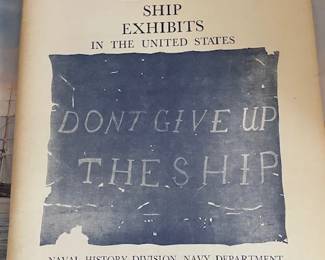 SHIP
EXHIBITS
IN THE UNITED STATES
DONT GIVE UP
THE SHIP
NAVAL HISTORY DIVISION, NAVY DEPARTMENT